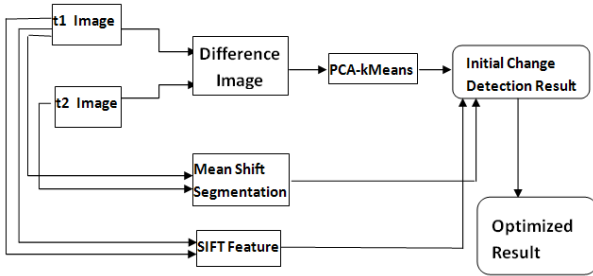 t1 Image
t2 Image
Difference
Image
PCA-kMeans
Initial Change
Detection Result
Mean Shift
Segmentation
SIFT Feature
Optimized
Result